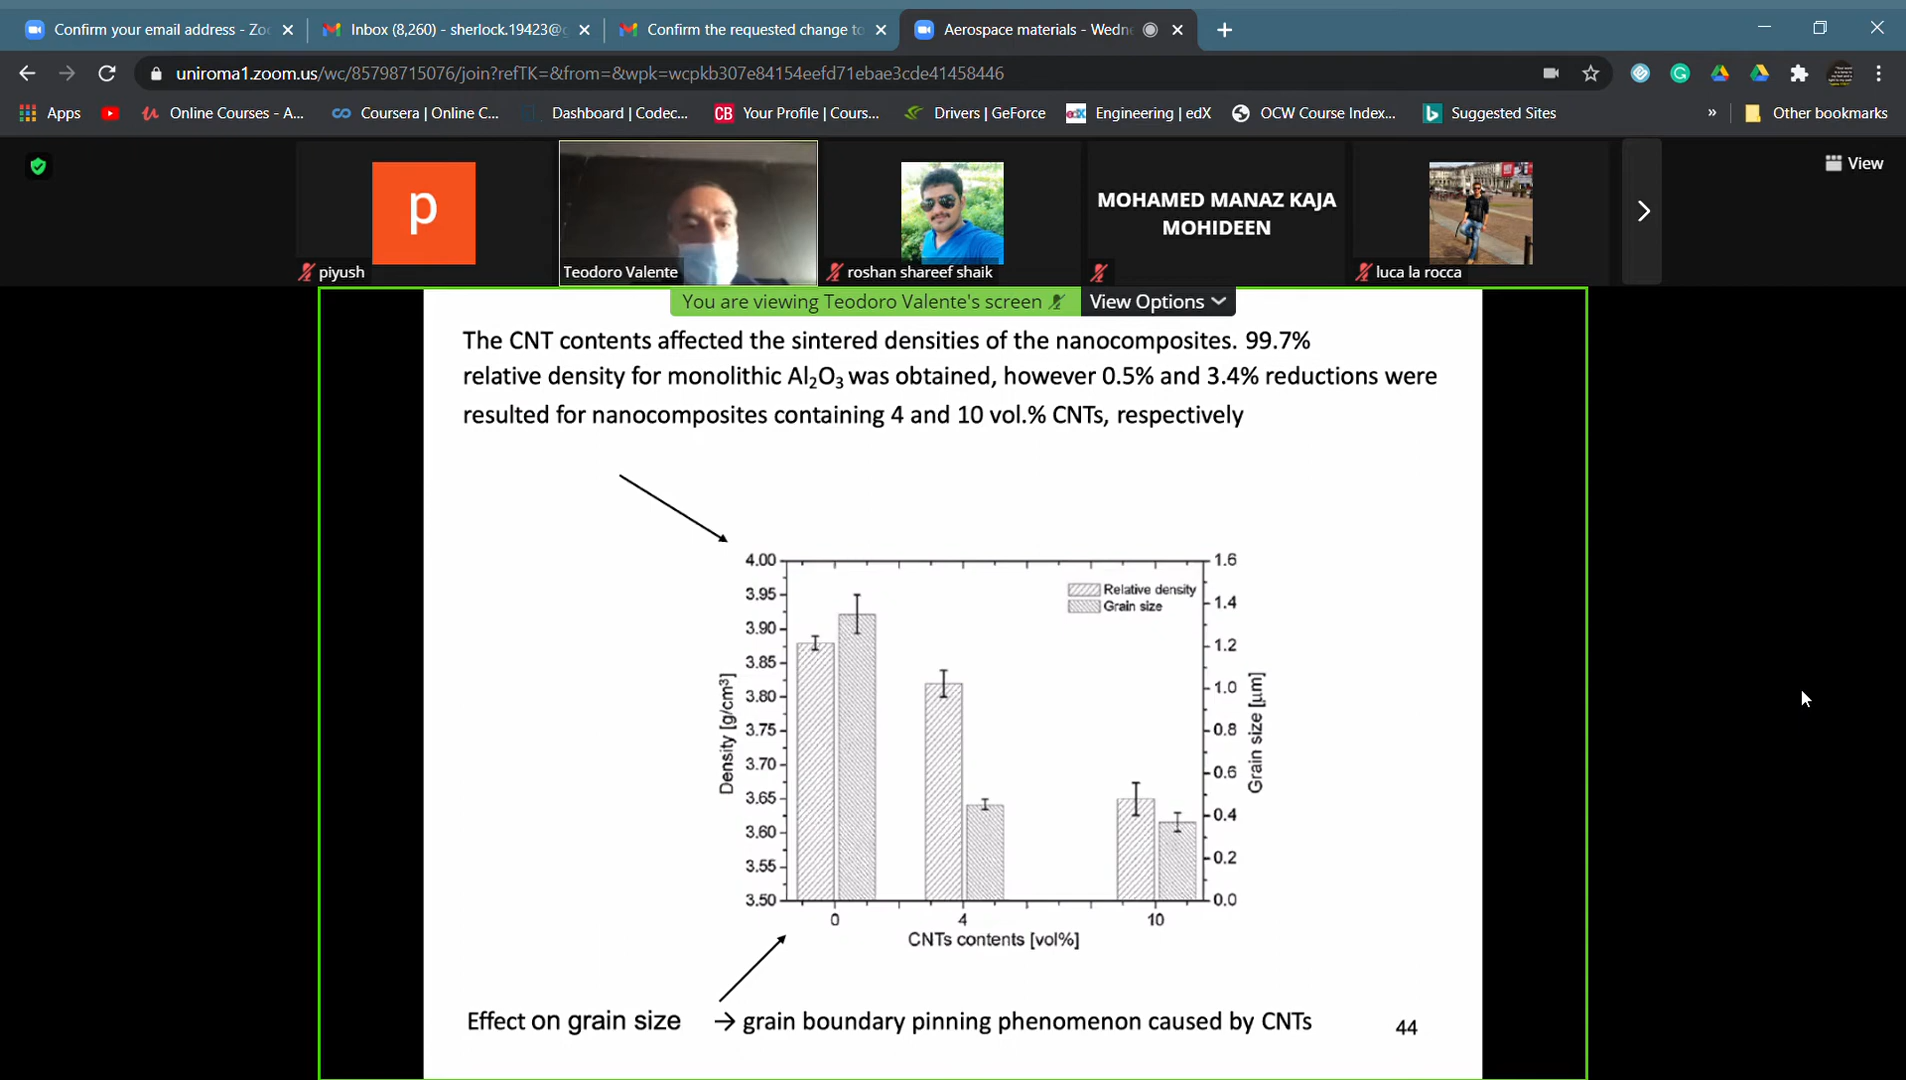 Confirm your email address - Zoo
Inbox (8,260) - sherlock.19423@g
Confirm the requested change to
Aerospace materials - Wedne
uniroma1.zoom.us/wc/85798715076/join?refTK=&from=&wpk=wcpkb307e84154eefd71ebae3cde41458446
Apps
Online Courses - A...
Coursera | Online C...
Dashboard | Codec...
CB
Your Profile | Cours...
Drivers | GeForce
edX
Engineering | edX
OCW Course Index...
Suggested Sites
»
Other bookmarks
View
p
piyush
Teodoro Valente
roshan shareef shaik
MOHAMED MANAZ KAJA
MOHIDEEN
luca la rocca
You are viewing Teodoro Valente's screen
View Options
The CNT contents affected the sintered densities of the nanocomposites. 99.7%
relative density for monolithic Al₂O₃ was obtained, however 0.5% and 3.4% reductions were
resulted for nanocomposites containing 4 and 10 vol.% CNTs, respectively
4.00
3.95
3.90
3.85
3.80
3.75
3.70
3.65
3.60
3.55
3.50
Density [g/cm³]
Relative density
Grain size
1.6
1.4
1.2
1.0
0.8
0.6
0.4
0.2
0.0
Grain size [µm]
0 4 10
CNTs contents [vol%]
Effect on grain size → grain boundary pinning phenomenon caused by CNTs
44